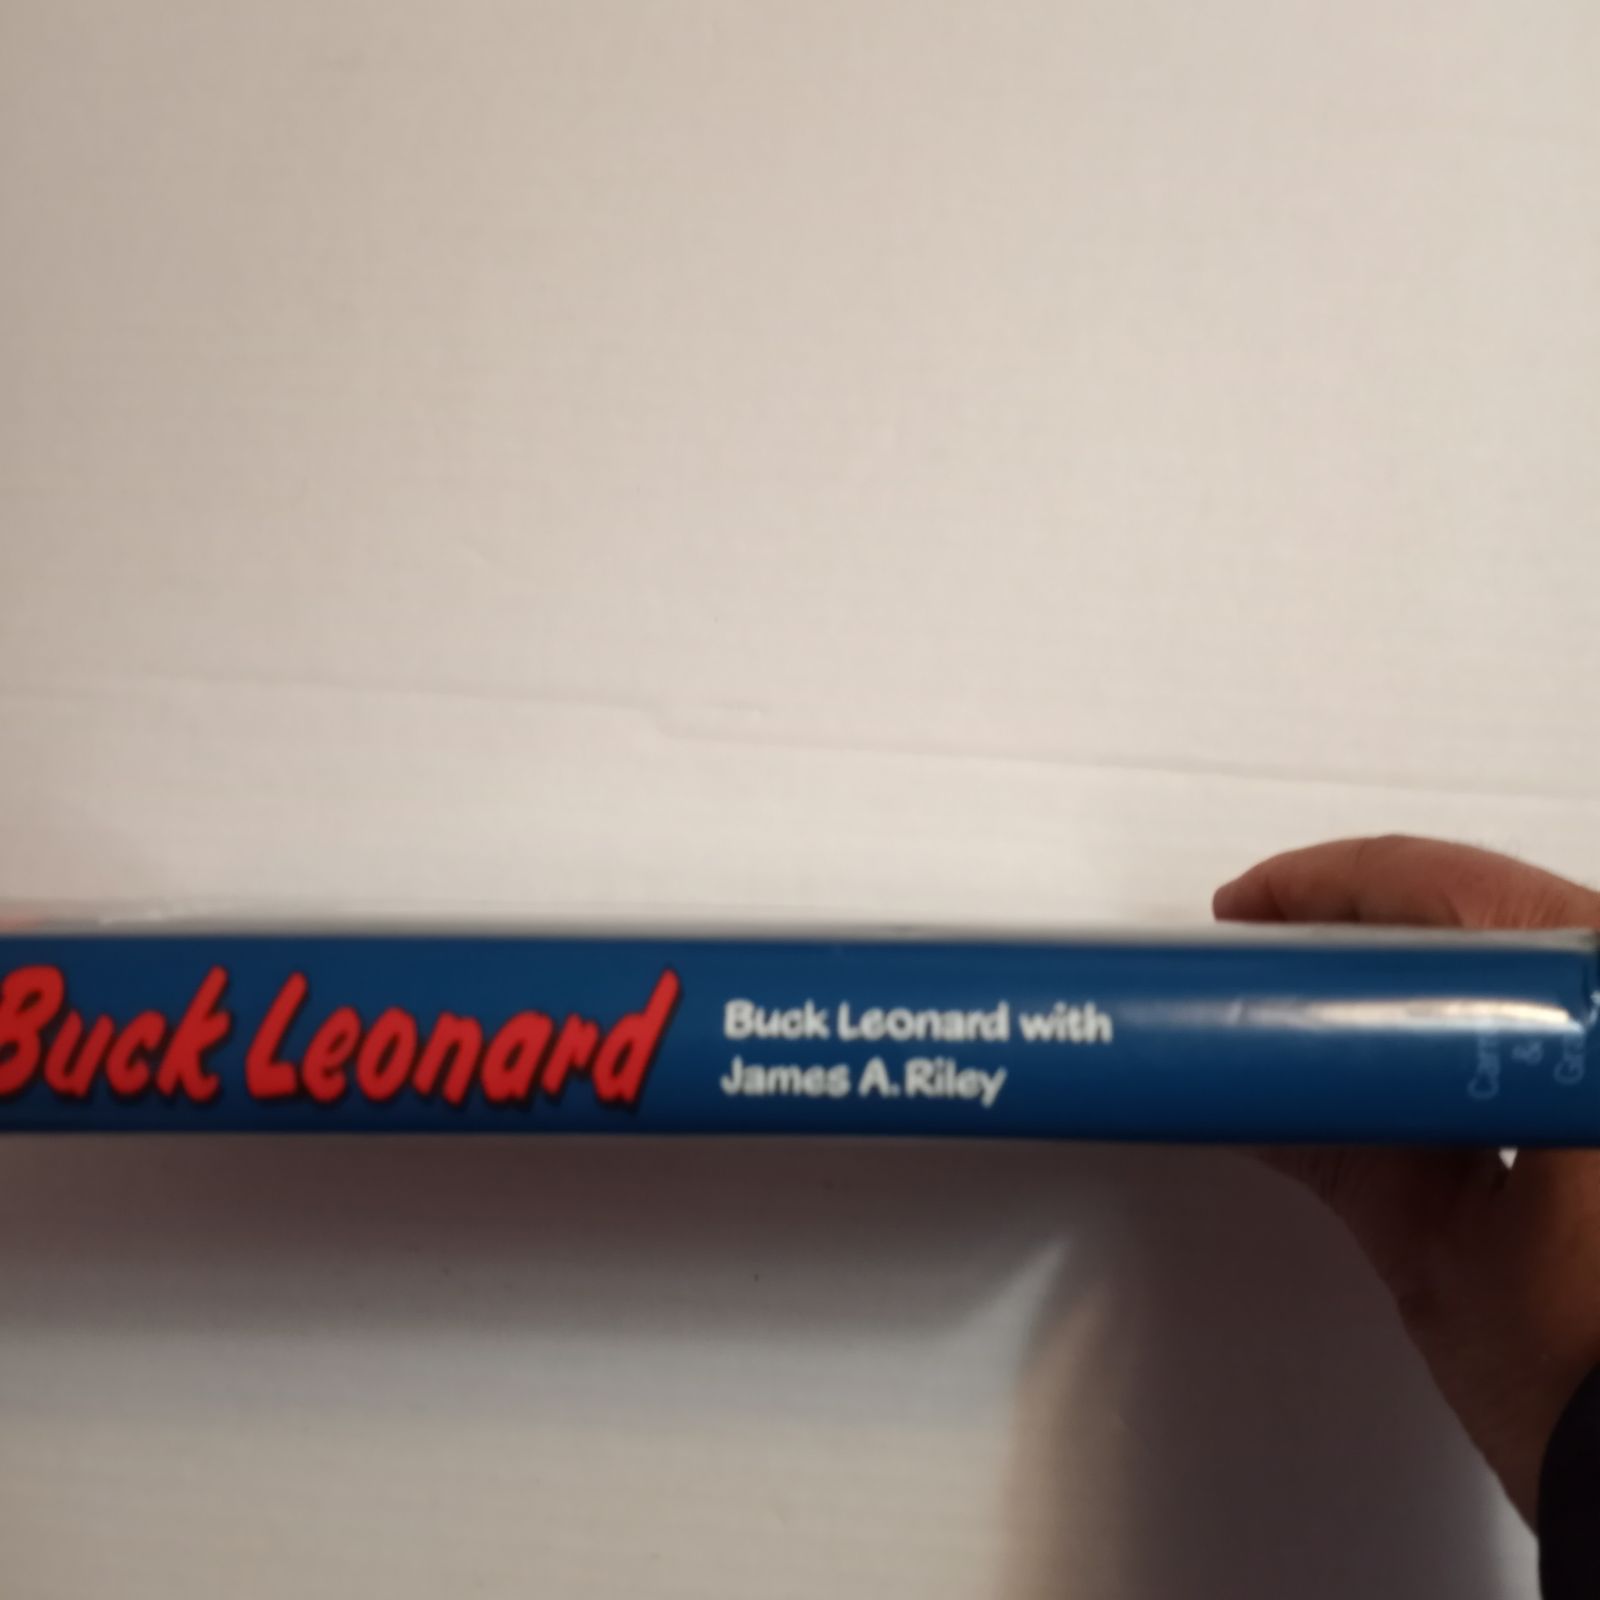 Buck Leonard
Buck Leonard with
James A. Riley
&